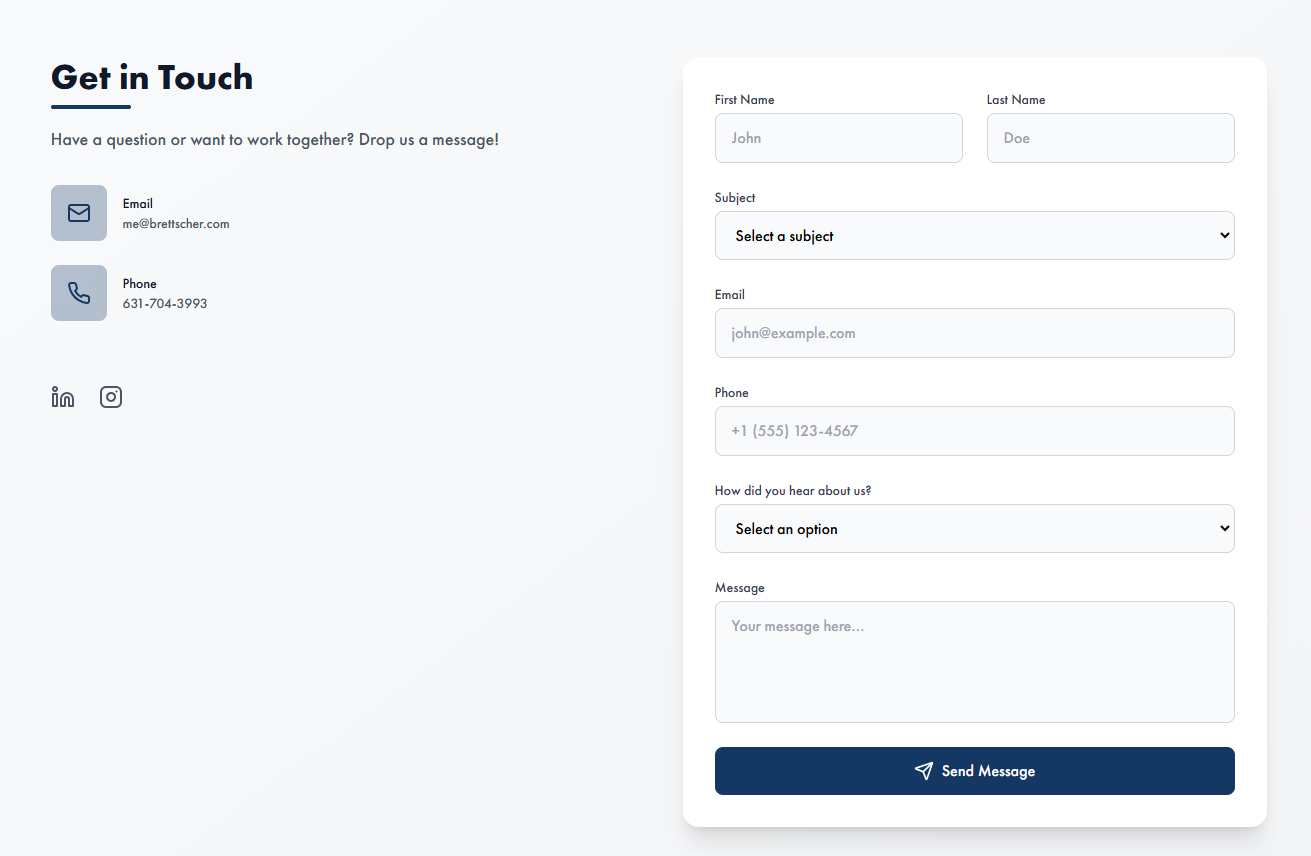 Get in Touch
Have a question or want to work together? Drop us a message!
Email
me@brettscher.com
Phone
631-704-3993
First Name
John
Last Name
Doe
Subject
Select a subject
Email
john@example.com
Phone
+1 (555) 123-4567
How did you hear about us?
Select an option
Message
Your message here...
Send Message